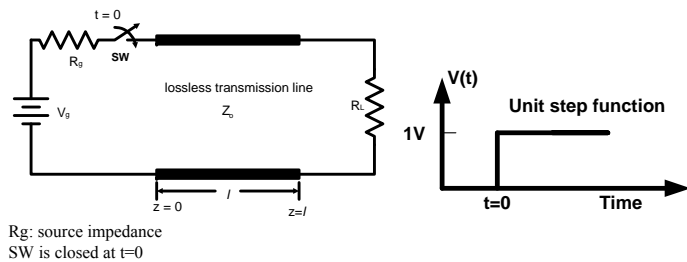 t = 0
Rg
SW
lossless transmission line
Zo
Vg
RL
z = 0
l
z=l
V(t)
Unit step function
1V
t=0
Time
Rg: source impedance
SW is closed at t=0